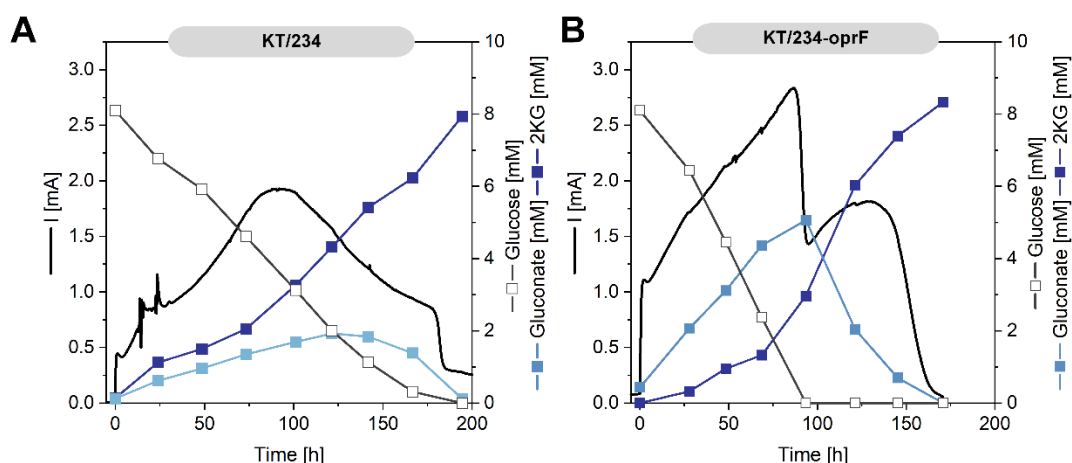 A
KT/234
3.0
2.5
2.0
1.5
1.0
0.5
0.0
I [mA]
10
8
6
4
2
0
Glucose [mM]
Gluconate [mM]
2KG [mM]
0 50 100 150 200
Time [h]
B
KT/234-oprF
3.0
2.5
2.0
1.5
1.0
0.5
0.0
I [mA]
10
8
6
4
2
0
Glucose [mM]
Gluconate [mM]
2KG [mM]
0 50 100 150 200
Time [h]